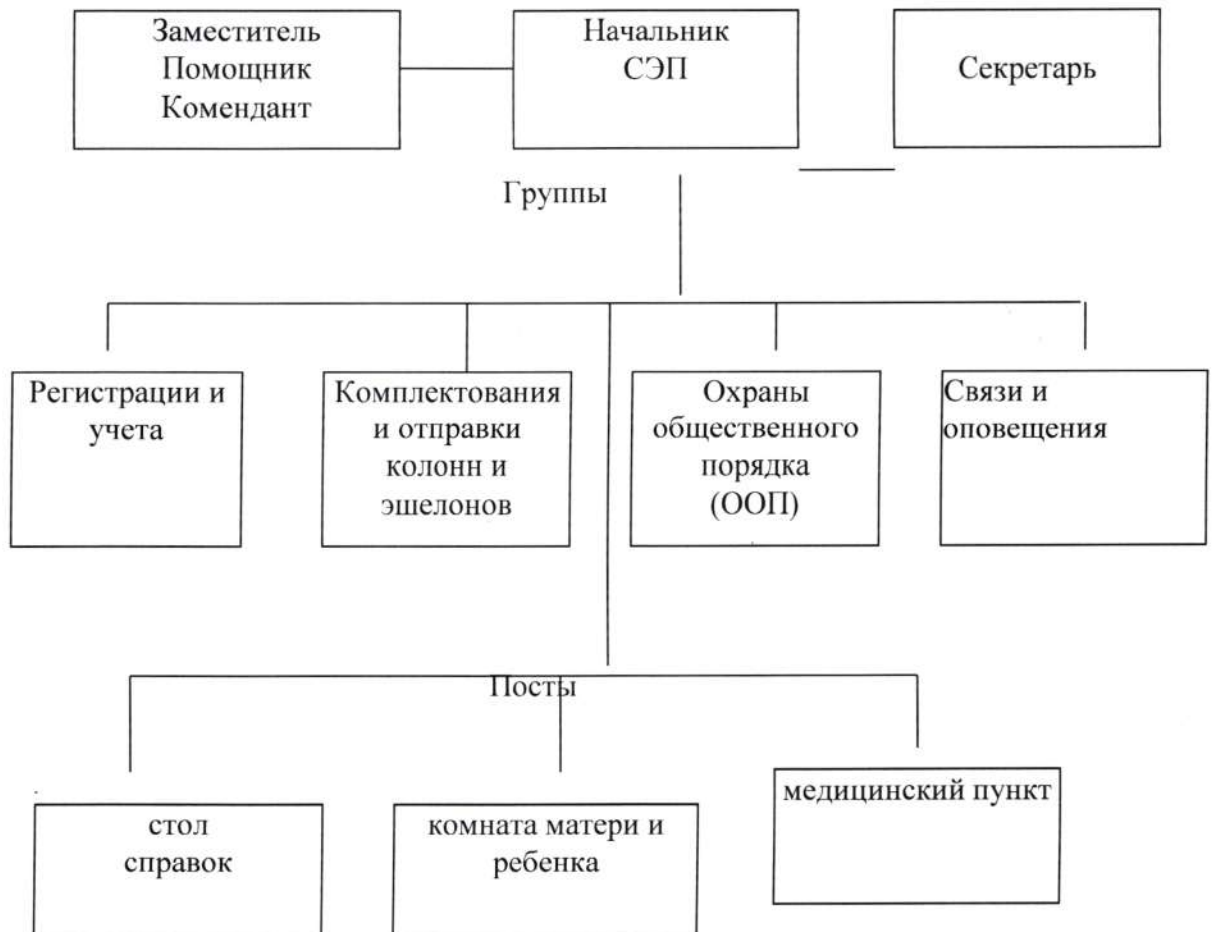 Заместитель
Помощник
Комендант
Начальник
СЭП
Секретарь
Группы
Регистрации и
учета
Комплектования
и отправки
колонн и
эшелонов
Охраны
общественного
порядка
(ООП)
Связи и
оповещения
Посты
стол
справок
комната матери и
ребенка
медицинский пункт